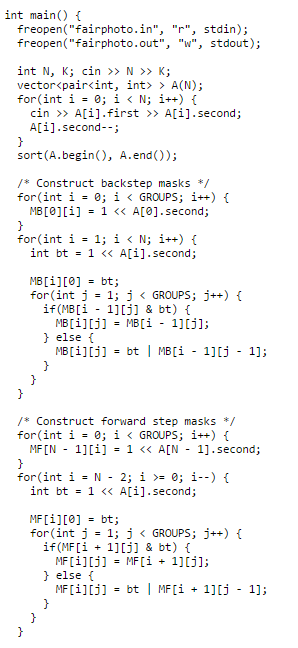 int main() {
  freopen("fairphoto.in", "r", stdin);
  freopen("fairphoto.out", "w", stdout);

  int N, K; cin >> N >> K;
  vector<pair<int, int> > A(N);
  for(int i = 0; i < N; i++) {
    cin >> A[i].first >> A[i].second;
    A[i].second--;
  }
  sort(A.begin(), A.end());

  /* Construct backstep masks */
  for(int i = 0; i < GROUPS; i++) {
    MB[0][i] = 1 << A[0].second;
  }
  for(int i = 1; i < N; i++) {
    int bt = 1 << A[i].second;

    MB[i][0] = bt;
    for(int j = 1; j < GROUPS; j++) {
      if(MB[i - 1][j] & bt) {
        MB[i][j] = MB[i - 1][j];
      } else {
        MB[i][j] = bt | MB[i - 1][j - 1];
      }
    }
  }

  /* Construct forward step masks */
  for(int i = 0; i < GROUPS; i++) {
    MF[N - 1][i] = 1 << A[N - 1].second;
  }
  for(int i = N - 2; i >= 0; i--) {
    int bt = 1 << A[i].second;

    MF[i][0] = bt;
    for(int j = 1; j < GROUPS; j++) {
      if(MF[i + 1][j] & bt) {
        MF[i][j] = MF[i + 1][j];
      } else {
        MF[i][j] = bt | MF[i + 1][j - 1];
      }
    }
  }